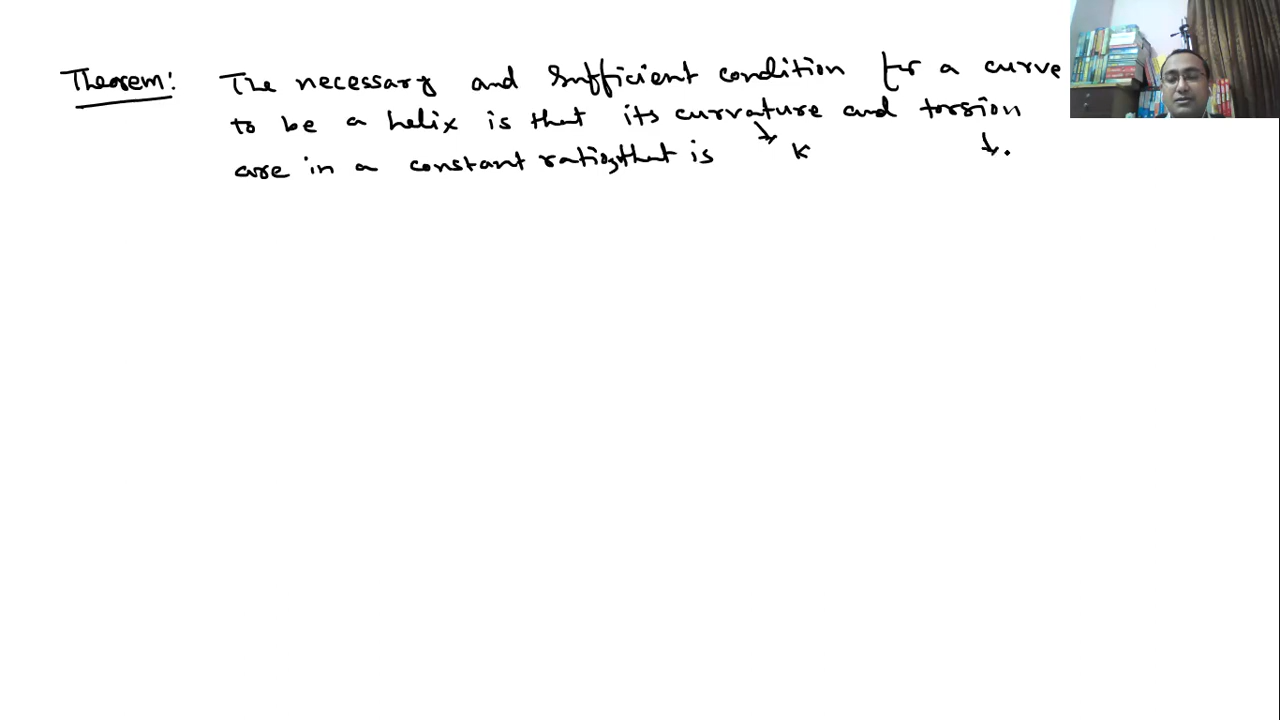 Theorem: The necessary and sufficient condition for a curve
to be a helix is that its curvature and torsion
are in a constant ratio, that is
κ